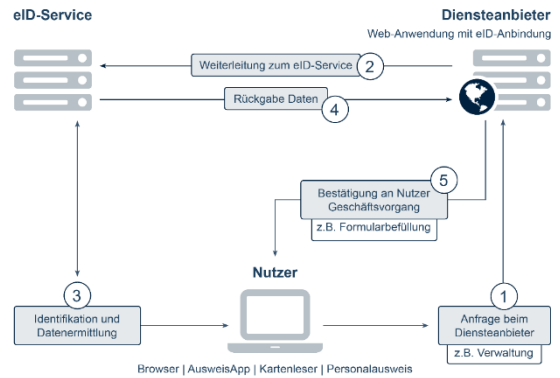 eID-Service
Diensteanbieter
Web-Anwendung mit eID-Anbindung
Weiterleitung zum eID-Service
2
Rückgabe Daten
4
5
Bestätigung an Nutzer
Geschäftsvorgang
z.B. Formularbefüllung
Nutzer
3
Identifikation und
Datenermittlung
1
Anfrage beim
Diensteanbieter
z.B. Verwaltung
Browser | AusweisApp | Kartenleser | Personalausweis